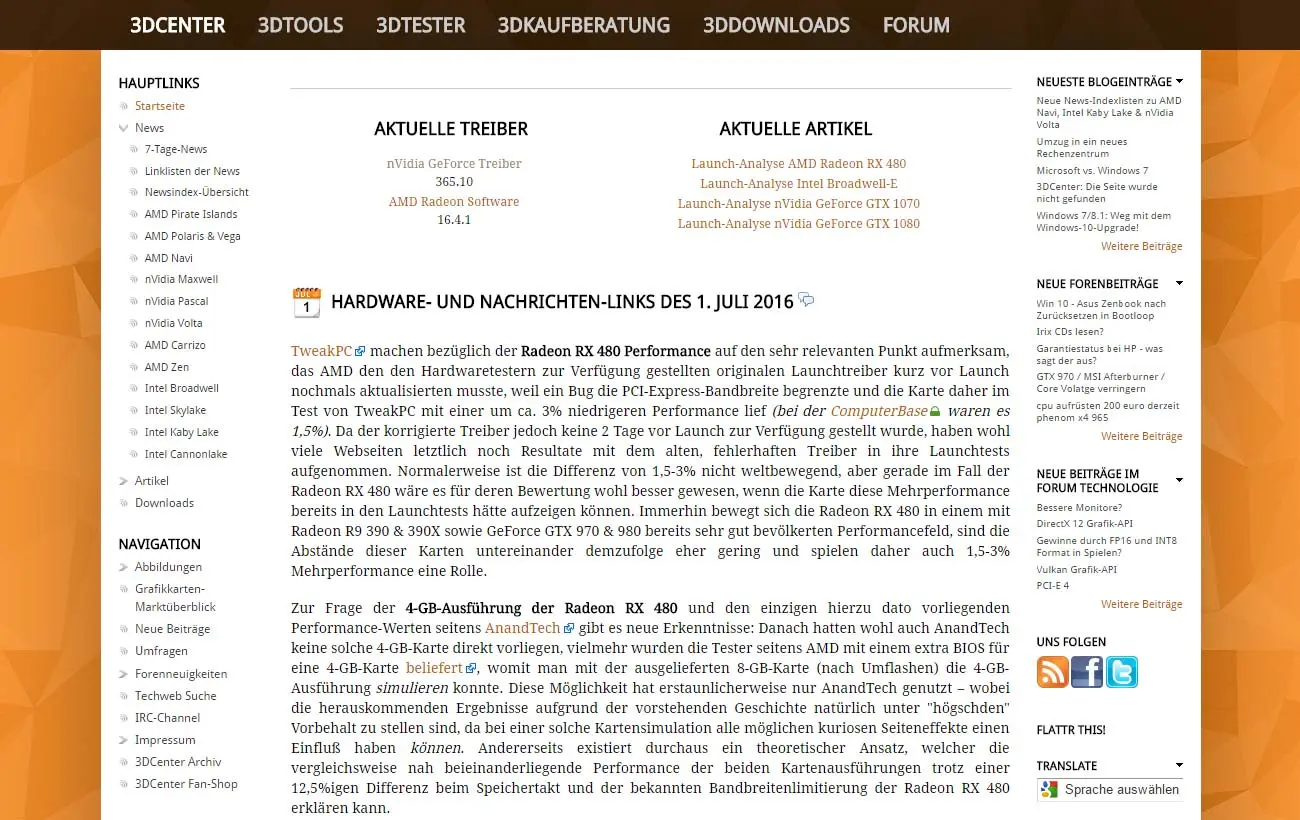 3DCENTER 3DTOOLS 3DTESTER 3DKAUFBERATUNG 3DDOWNLOADS FORUM
HAUPTLINKS
Startseite
News
7-Tage-News
Linklisten der News
Newsindex-Übersicht
AMD Pirate Islands
AMD Polaris & Vega
AMD Navi
nVidia Maxwell
nVidia Pascal
nVidia Volta
AMD Carrizo
AMD Zen
Intel Broadwell
Intel Skylake
Intel Kaby Lake
Intel Cannonlake
Artikel
Downloads
NAVIGATION
Abbildungen
Grafikkarten-
Marktüberblick
Neue Beiträge
Umfragen
Forenneuigkeiten
Techweb Suche
IRC-Channel
Impressum
3DCenter Archiv
3DCenter Fan-Shop
AKTUELLE TREIBER
nVidia GeForce Treiber
365.10
AMD Radeon Software
16.4.1
AKTUELLE ARTIKEL
Launch-Analyse AMD Radeon RX 480
Launch-Analyse Intel Broadwell-E
Launch-Analyse nVidia GeForce GTX 1070
Launch-Analyse nVidia GeForce GTX 1080
1
HARDWARE- UND NACHRICHTEN-LINKS DES 1. JULI 2016
TweakPC machen bezüglich der Radeon RX 480 Performance auf den sehr relevanten Punkt aufmerksam,
das AMD den den Hardwaretestern zur Verfügung gestellten originalen Launchtreiber kurz vor Launch
nochmals aktualisierten musste, weil ein Bug die PCI-Express-Bandbreite begrenzte und die Karte daher im
Test von TweakPC mit einer um ca. 3% niedrigeren Performance lief (bei der ComputerBase waren es
1,5%). Da der korrigierte Treiber jedoch keine 2 Tage vor Launch zur Verfügung gestellt wurde, haben wohl
viele Webseiten letztlich noch Resultate mit dem alten, fehlerhaften Treiber in ihre Launchtests
aufgenommen. Normalerweise ist die Differenz von 1,5-3% nicht weltbewegend, aber gerade im Fall der
Radeon RX 480 wäre es für deren Bewertung wohl besser gewesen, wenn die Karte diese Mehrperformance
bereits in den Launchtests hätte aufzeigen können. Immerhin bewegt sich die Radeon RX 480 in einem mit
Radeon R9 390 & 390X sowie GeForce GTX 970 & 980 bereits sehr gut bevölkerten Performancefeld, sind die
Abstände dieser Karten untereinander demzufolge eher gering und spielen daher auch 1,5-3%
Mehrperformance eine Rolle.
Zur Frage der 4-GB-Ausführung der Radeon RX 480 und den einzigen hierzu dato vorliegenden
Performance-Werten seitens AnandTech gibt es neue Erkenntnisse: Danach hatten wohl auch AnandTech
keine solche 4-GB-Karte direkt vorliegen, vielmehr wurden die Tester seitens AMD mit einem extra BIOS für
eine 4-GB-Karte beliefert, womit man mit der ausgelieferten 8-GB-Karte (nach Umflashen) die 4-GB-
Ausführung simulieren konnte. Diese Möglichkeit hat erstaunlicherweise nur AnandTech genutzt – wobei
die herauskommenden Ergebnisse aufgrund der vorstehenden Geschichte natürlich unter "högschden"
Vorbehalt zu stellen sind, da bei einer solche Kartensimulation alle möglichen kuriosen Seiteneffekte einen
Einfluß haben können. Andererseits existiert durchaus ein theoretischer Ansatz, welcher die
vergleichsweise nah beieinanderliegende Performance der beiden Kartenausführungen trotz einer
12,5%igen Differenz beim Speichertakt und der bekannten Bandbreitenlimitierung der Radeon RX 480
erklären kann.
NEUESTE BLOGEINTRÄGE
Neue News-Indexlisten zu AMD
Navi, Intel Kaby Lake & nVidia
Volta
Umzug in ein neues
Rechenzentrum
Microsoft vs. Windows 7
3DCenter: Die Seite wurde
nicht gefunden
Windows 7/8.1: Weg mit dem
Windows-10-Upgrade!
Weitere Beiträge
NEUE FORENBEITRÄGE
Win 10 - Asus Zenbook nach
Zurücksetzen in Bootloop
Irix CDs lesen?
Garantiestatus bei HP - was
sagt der aus?
GTX 970 / MSI Afterburner /
Core Volatge verringern
cpu aufrüsten 200 euro derzeit
phenom x4 965
Weitere Beiträge
NEUE BEITRÄGE IM
FORUM TECHNOLOGIE
Bessere Monitore?
DirectX 12 Grafik-API
Gewinne durch FP16 und INT8
Format in Spielen?
Vulkan Grafik-API
PCI-E 4
Weitere Beiträge
UNS FOLGEN
FLATTR THIS!
TRANSLATE
Sprache auswählen